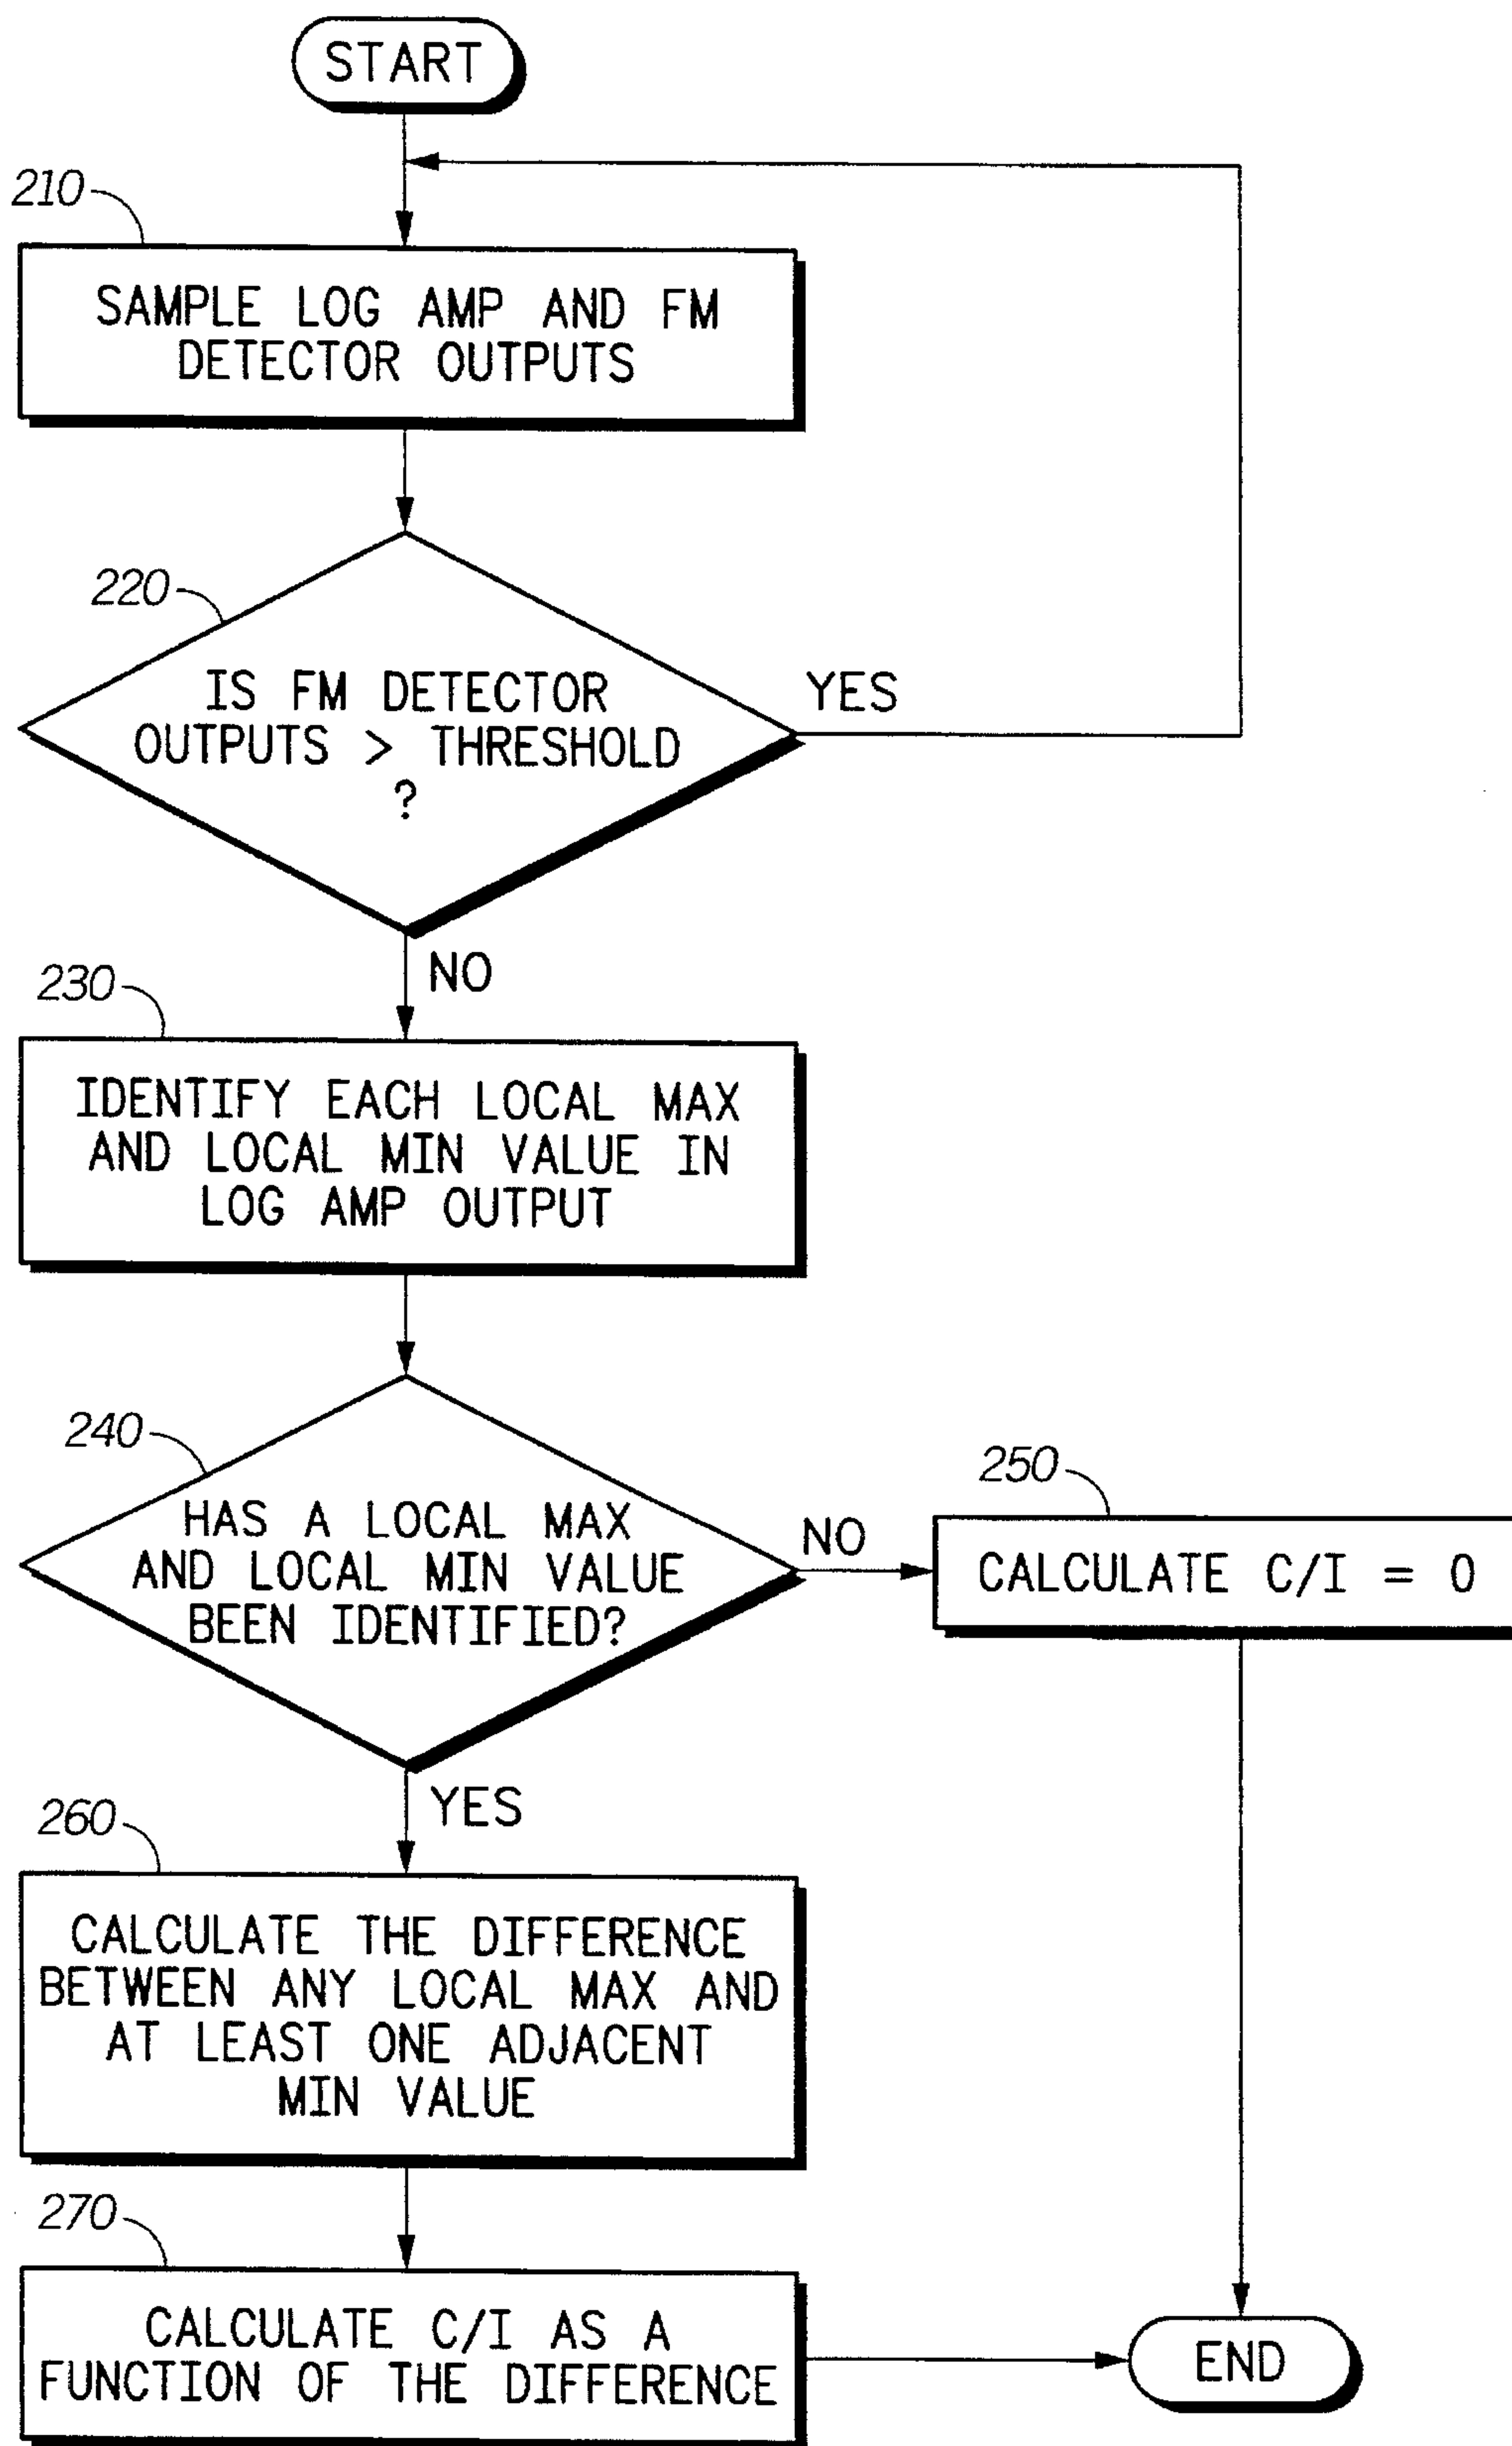 START
210
SAMPLE LOG AMP AND FM
DETECTOR OUTPUTS
220
IS FM DETECTOR
OUTPUTS > THRESHOLD
?
YES
NO
230
IDENTIFY EACH LOCAL MAX
AND LOCAL MIN VALUE IN
LOG AMP OUTPUT
240
HAS A LOCAL MAX
AND LOCAL MIN VALUE
BEEN IDENTIFIED?
NO
250
CALCULATE C/I = 0
YES
260
CALCULATE THE DIFFERENCE
BETWEEN ANY LOCAL MAX AND
AT LEAST ONE ADJACENT
MIN VALUE
270
CALCULATE C/I AS A
FUNCTION OF THE DIFFERENCE
END